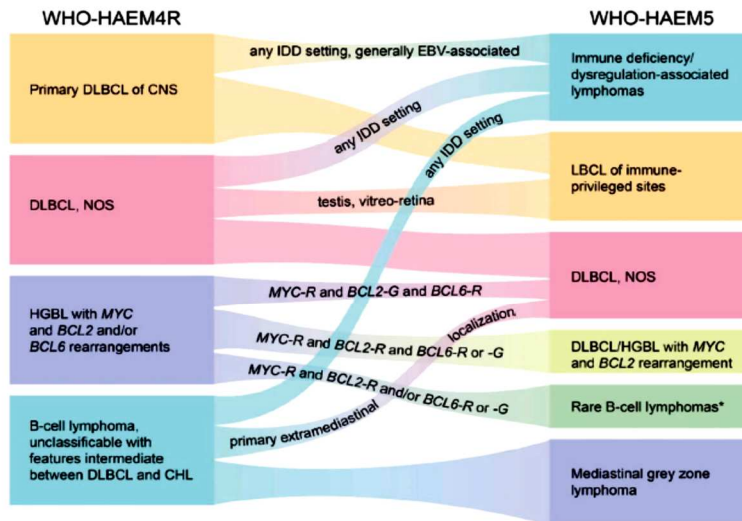 WHO-HAEM4R
WHO-HAEM5
Primary DLBCL of CNS
DLBCL, NOS
HGBL with MYC
and BCL2 and/or
BCL6 rearrangements
B-cell lymphoma,
unclassifiable with
features intermediate
between DLBCL and CHL
any IDD setting, generally EBV-associated
any IDD setting
any IDD setting
testis, vitreo-retina
MYC-R and BCL2-G and BCL6-R
MYC-R and BCL2-R and BCL6-R or -G
MYC-R and BCL2-R and/or BCL6-R or -G
primary extramediastinal
localization
Immune deficiency/
dysregulation-associated
lymphomas
LBCL of immune-
privileged sites
DLBCL, NOS
DLBCL/HGBL with MYC
and BCL2 rearrangement
Rare B-cell lymphomas*
Mediastinal grey zone
lymphoma